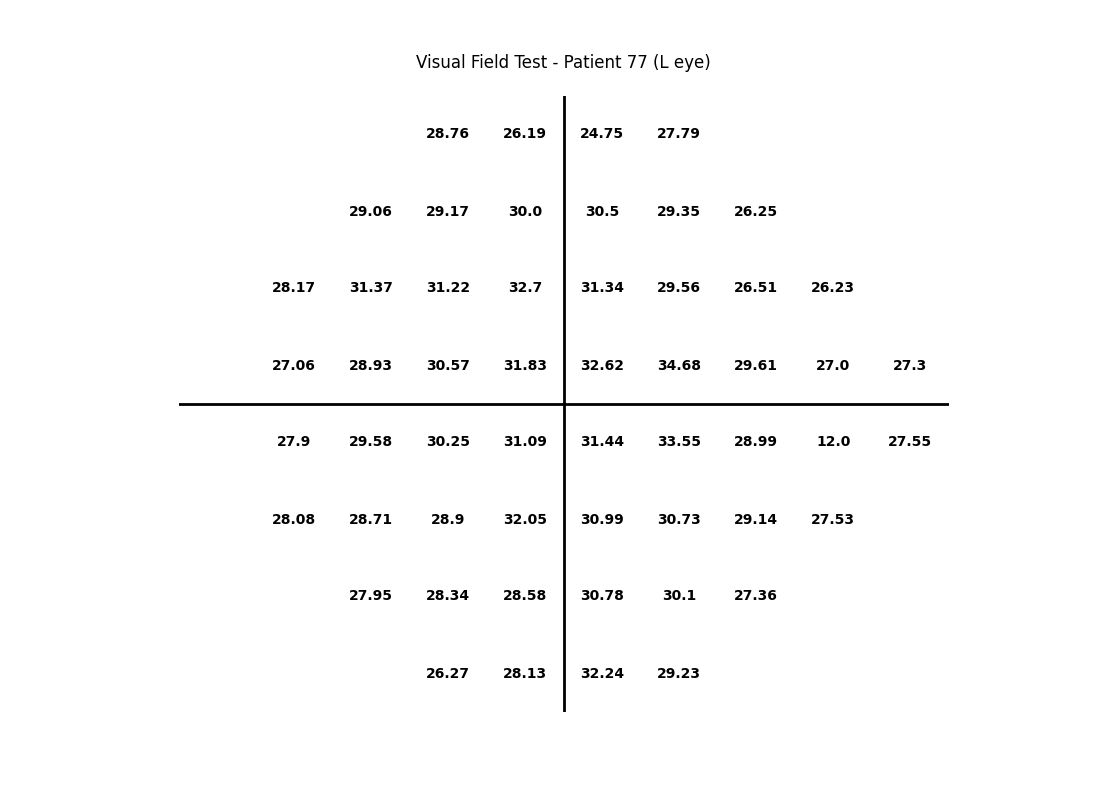 Visual Field Test - Patient 77 (L eye)
28.76 26.19 24.75 27.79
29.06 29.17 30.0 30.5 29.35 26.25
28.17 31.37 31.22 32.7 31.34 29.56 26.51 26.23
27.06 28.93 30.57 31.83 32.62 34.68 29.61 27.0 27.3
27.9 29.58 30.25 31.09 31.44 33.55 28.99 12.0 27.55
28.08 28.71 28.9 32.05 30.99 30.73 29.14 27.53
27.95 28.34 28.58 30.78 30.1 27.36
26.27 28.13 32.24 29.23